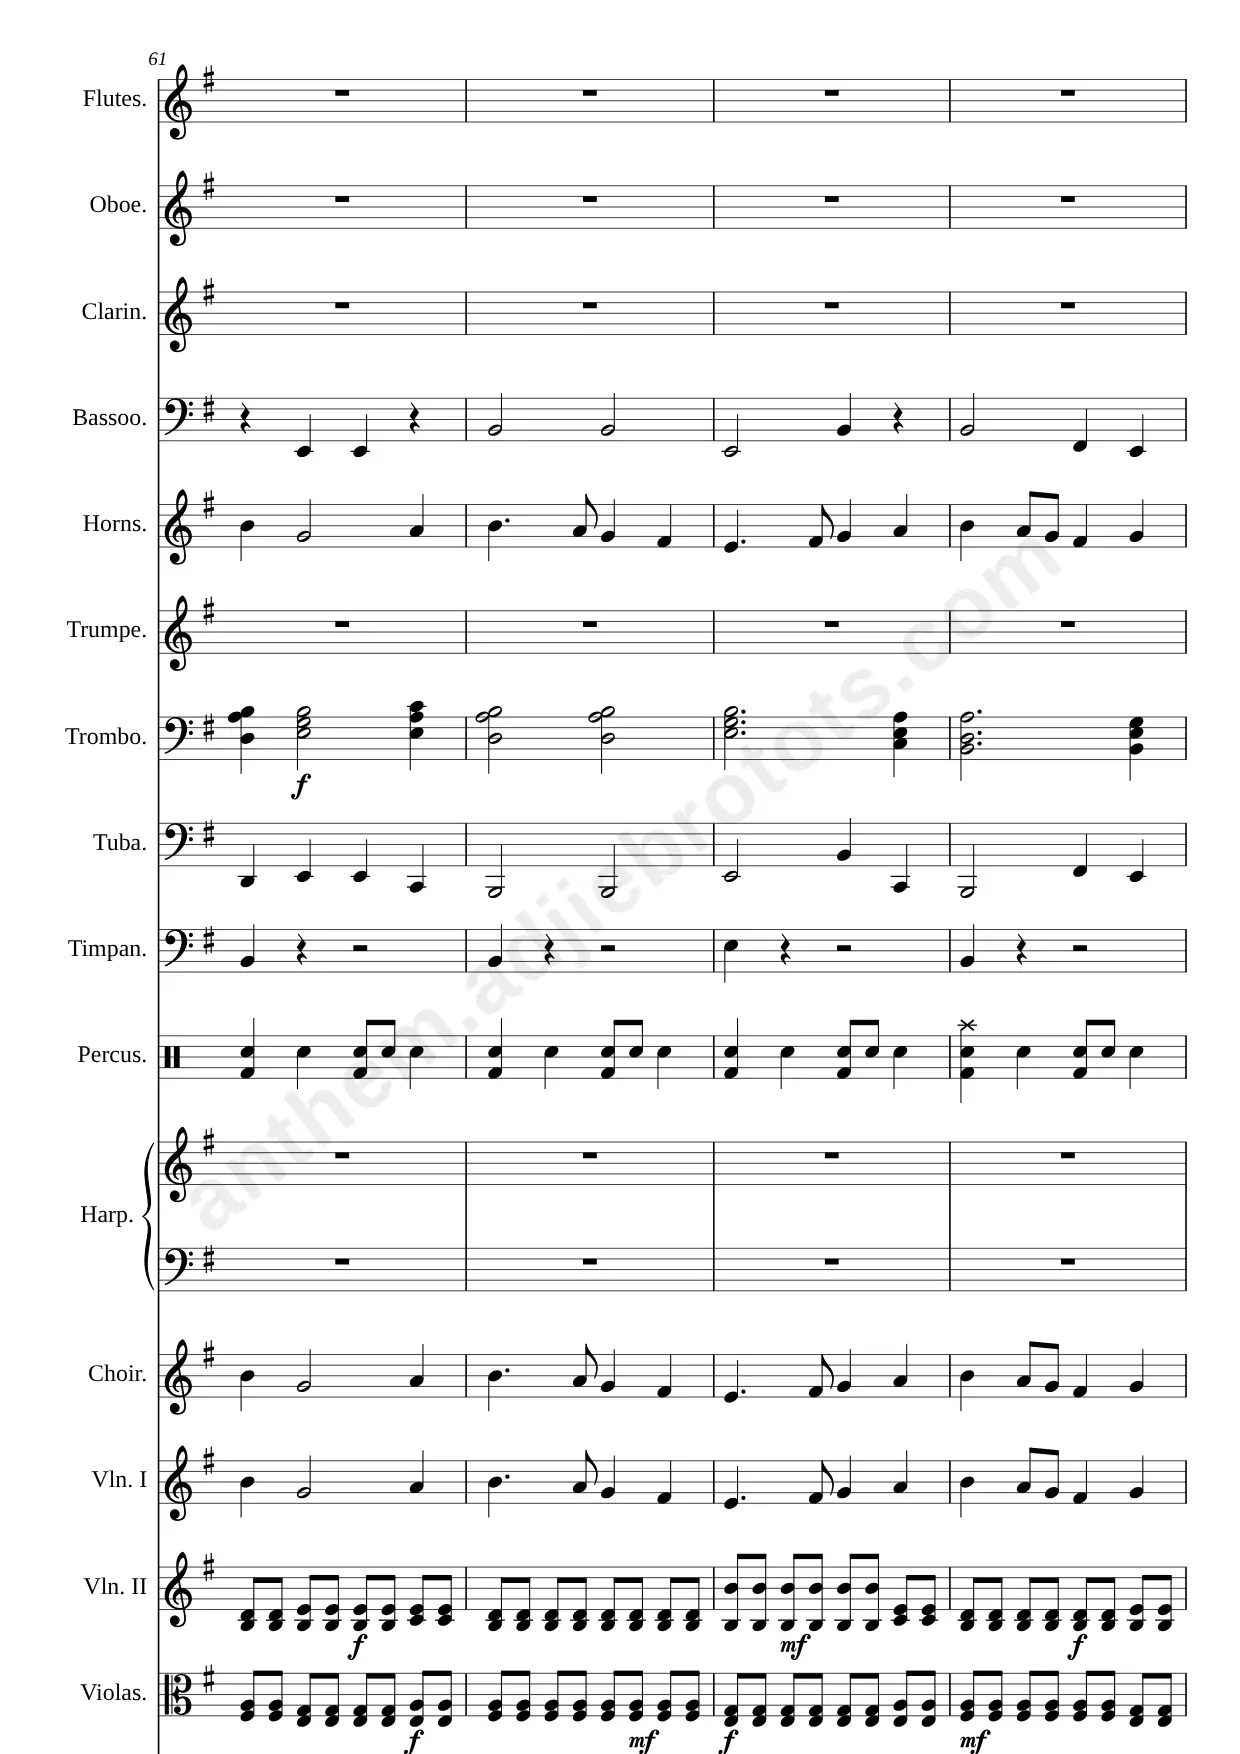 61
Flutes.
Oboe.
Clarin.
Bassoo.
Horns.
Trumpe.
Trombo.
f
Tuba.
Timpan.
Percus.
Harp.
Choir.
Vln. I
Vln. II
f mf f
Violas.
f mf f mf
anthem.adjiebrotots.com